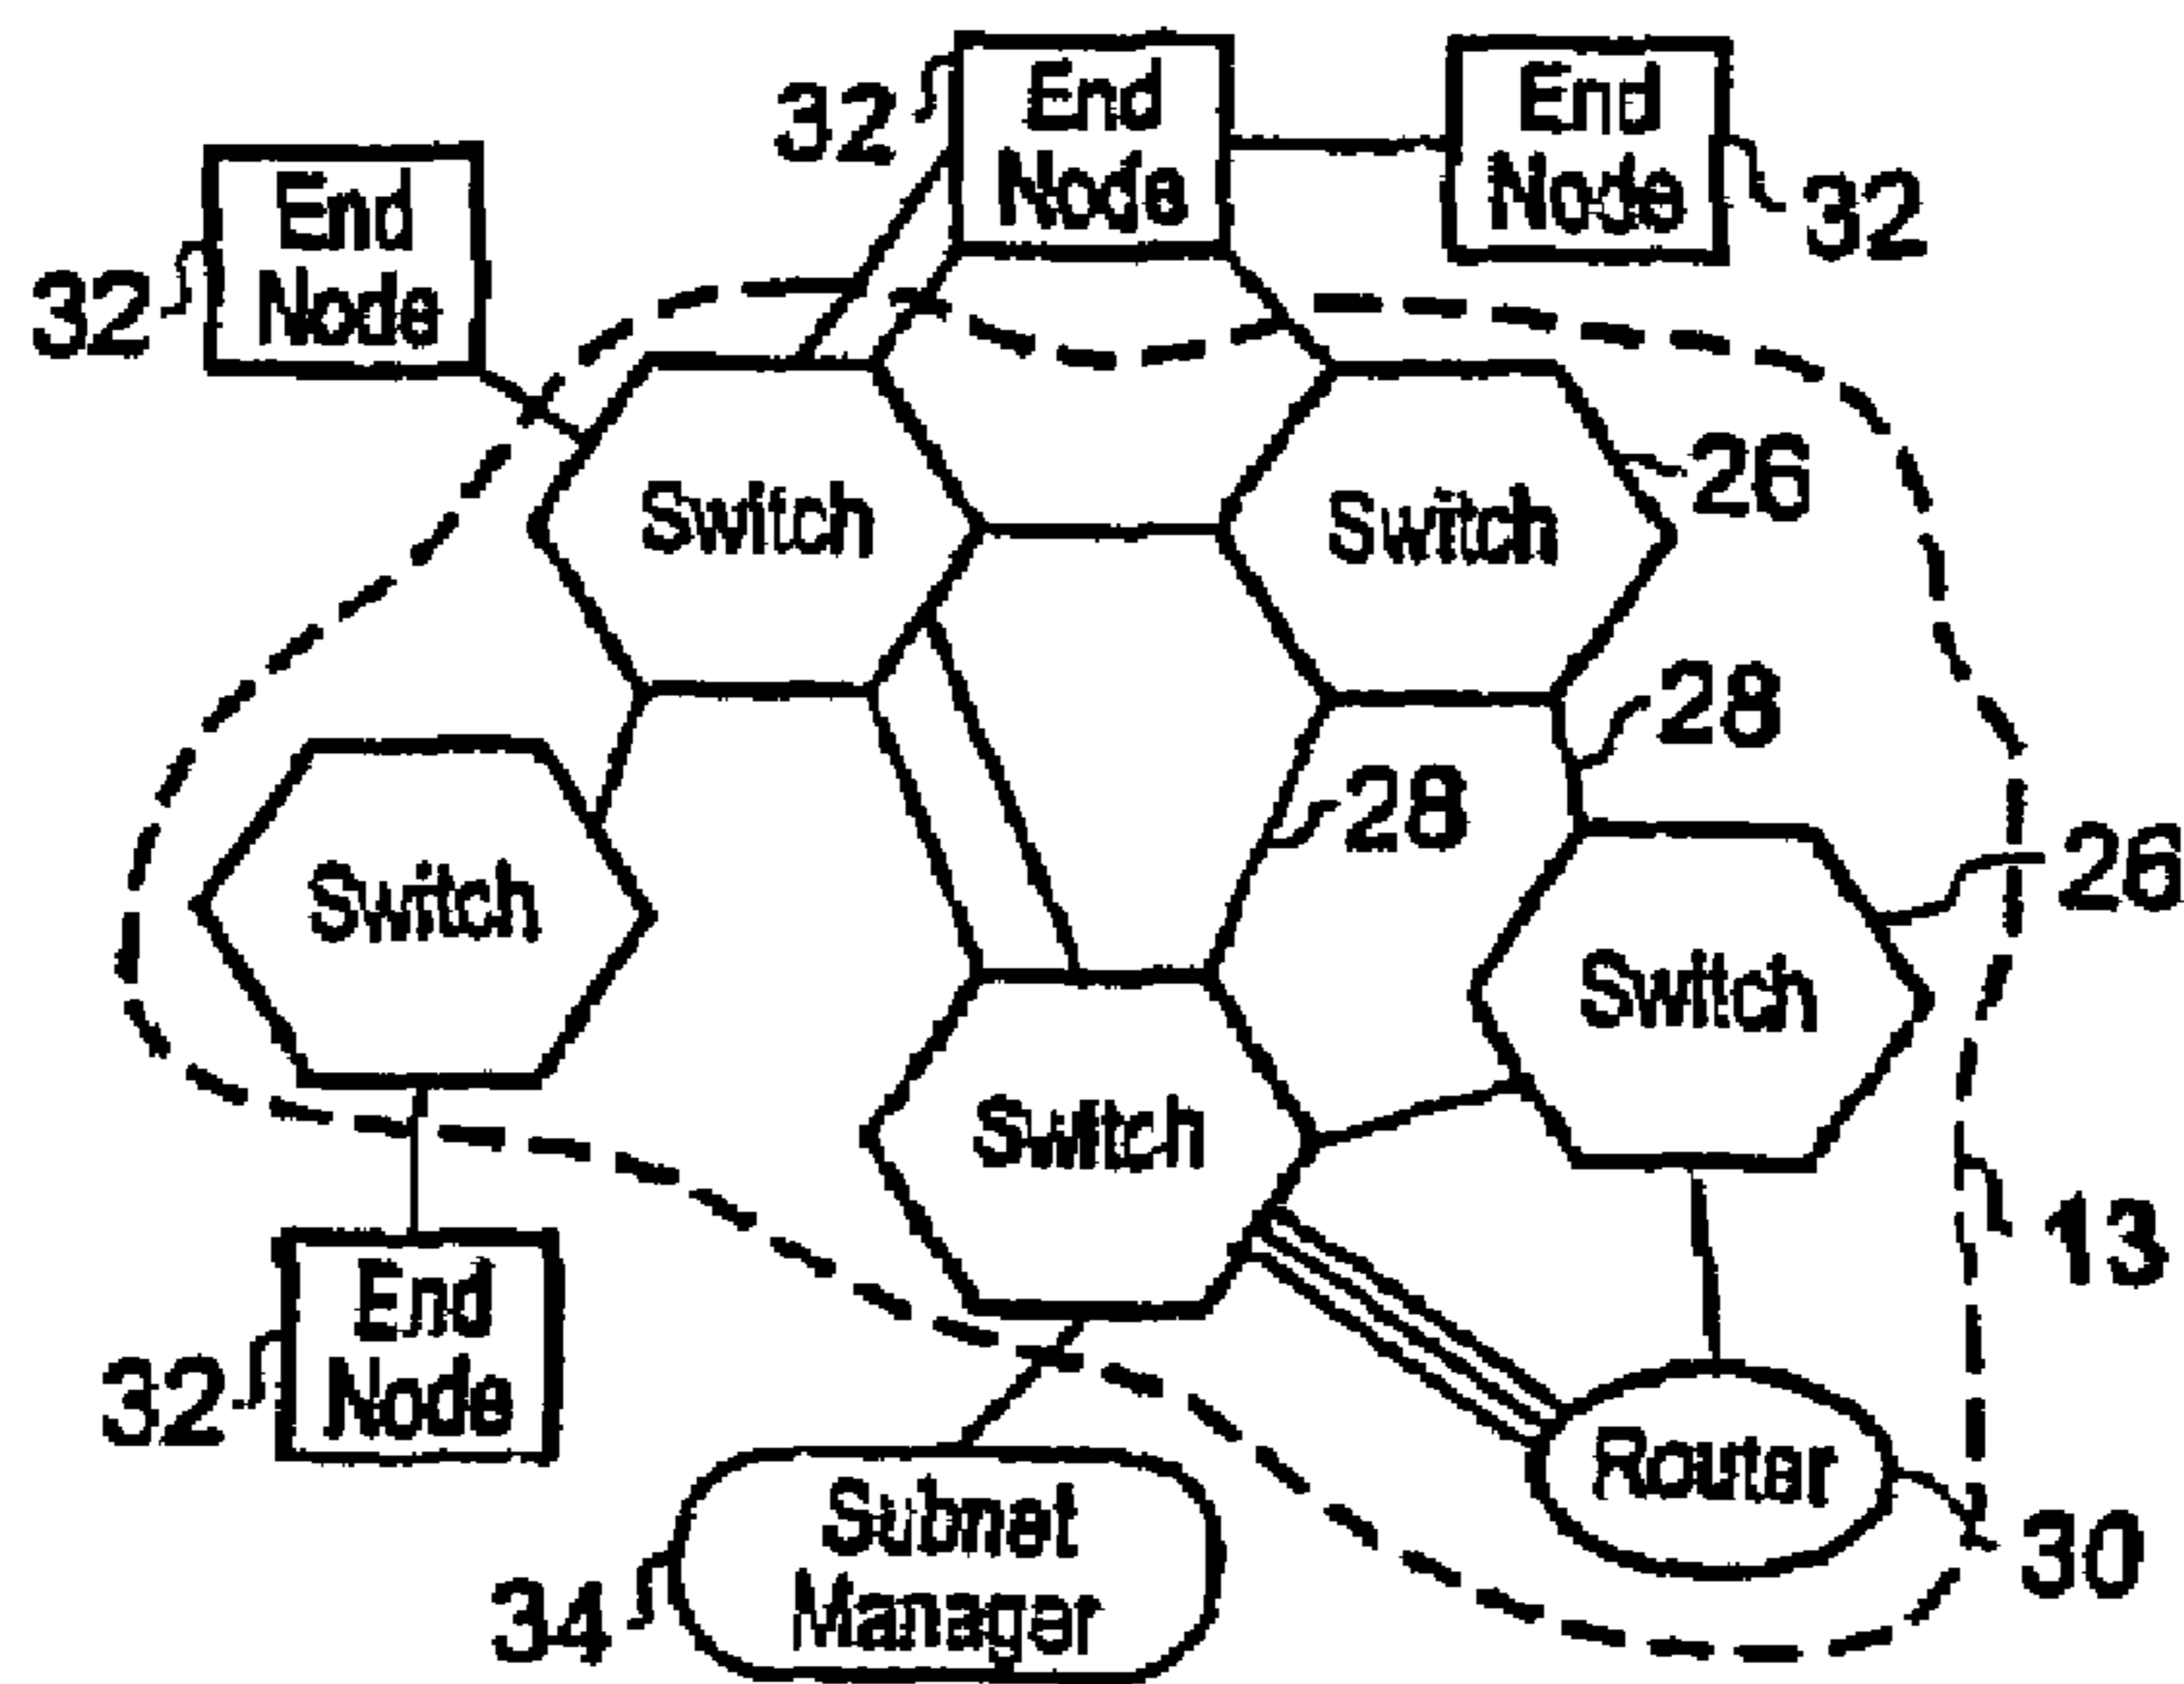 End
Node
32
End
Node
32
End
Node
32
Switch
Switch
26
28
28
Switch
26
Switch
Switch
13
End
Node
32
Router
30
Subnet
Manager
34